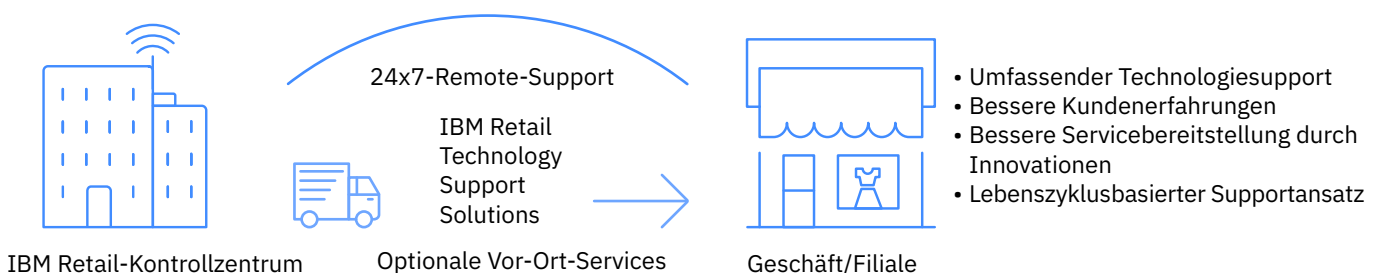 24x7-Remote-Support
IBM Retail
Technology
Support
Solutions
• Umfassender Technologiesupport
• Bessere Kundenerfahrungen
• Bessere Servicebereitstellung durch
Innovationen
• Lebenszyklusbasierter Supportansatz
IBM Retail-Kontrollzentrum
Optionale Vor-Ort-Services
Geschäft/Filiale